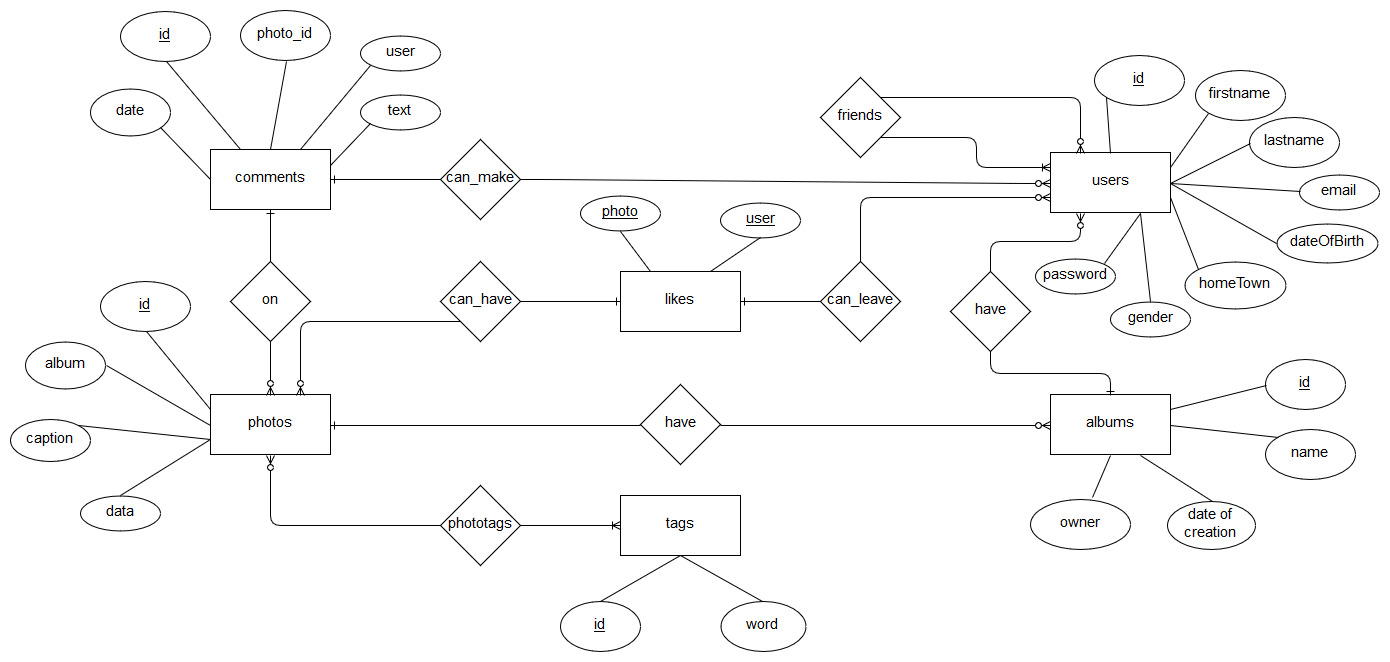 id
photo_id
user
date
text
comments
can_make
friends
id
firstname
lastname
users
email
dateOfBirth
homeTown
password
gender
photo
user
on
can_have
likes
can_leave
have
id
album
caption
data
photos
have
albums
id
name
owner
date of
creation
phototags
tags
id
word